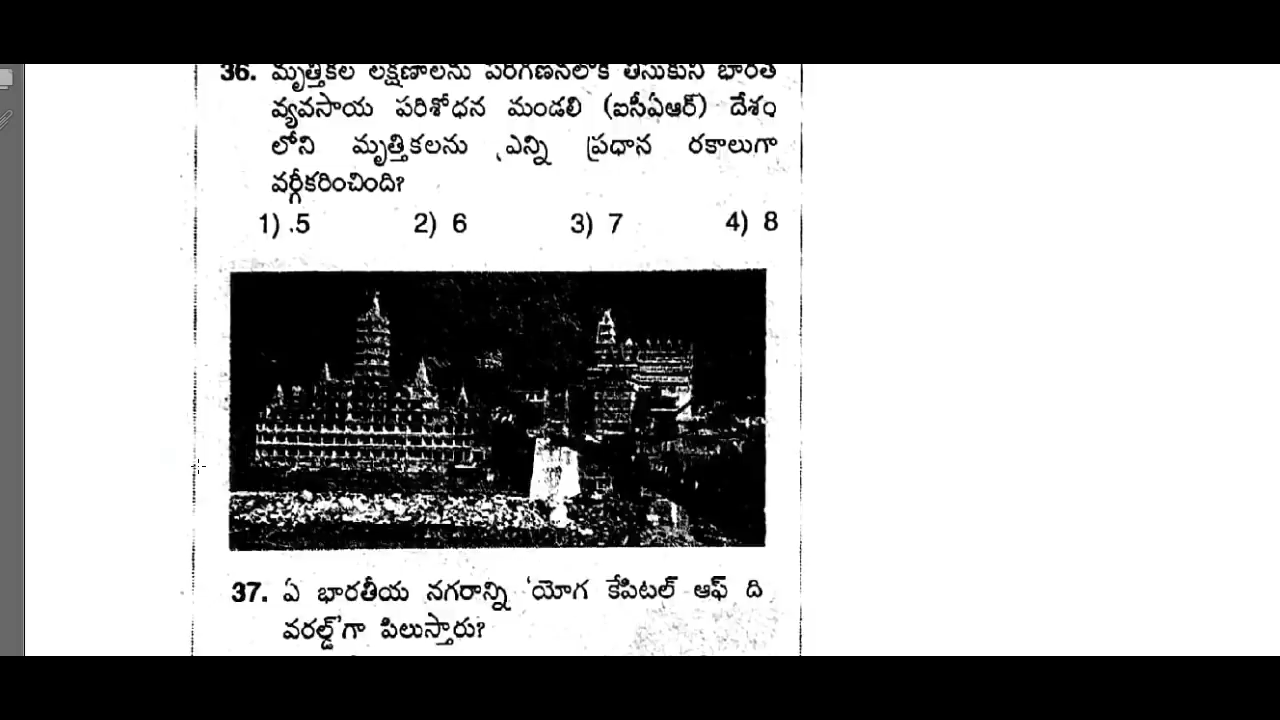 36. మృత్తికల లక్షణాలను పరిగణనలోకి తీసుకుని భారత
వ్యవసాయ పరిశోధన మండలి (ఐసీఏఆర్) దేశం
లోని మృత్తికలను ఎన్ని ప్రధాన రకాలుగా
వర్గీకరించింది?
1) .5 2) 6 3) 7 4) 8
37. ఏ భారతీయ నగరాన్ని 'యోగ కేపిటల్ ఆఫ్ ది
వరల్డ్'గా పిలుస్తారు?